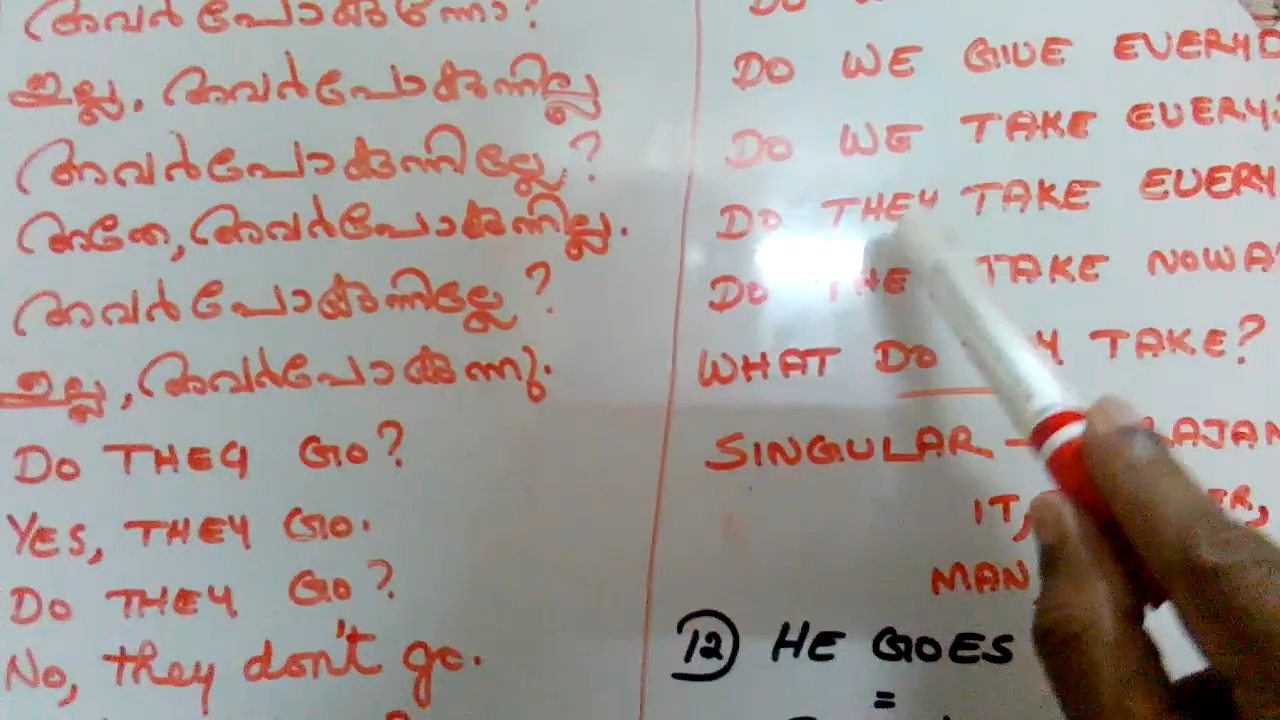 അവർ പോകുന്നോ?
ഇല്ല, അവർ പോകുന്നില്ല
അവർ പോകുന്നില്ലേ?
അതേ, അവർ പോകുന്നില്ല.
അവർ പോകുന്നില്ലേ?
ഇല്ല, അവർ പോകുന്നു.
DO THEY GO?
YES, THEY GO.
DO THEY GO?
No, they don't go.
DO WE GIVE
DO WE TAKE
DO THEY TAKE
DO TAKE
WHAT DO TAKE?
SINGULAR -
IT,
MAN
12 HE GOES
=